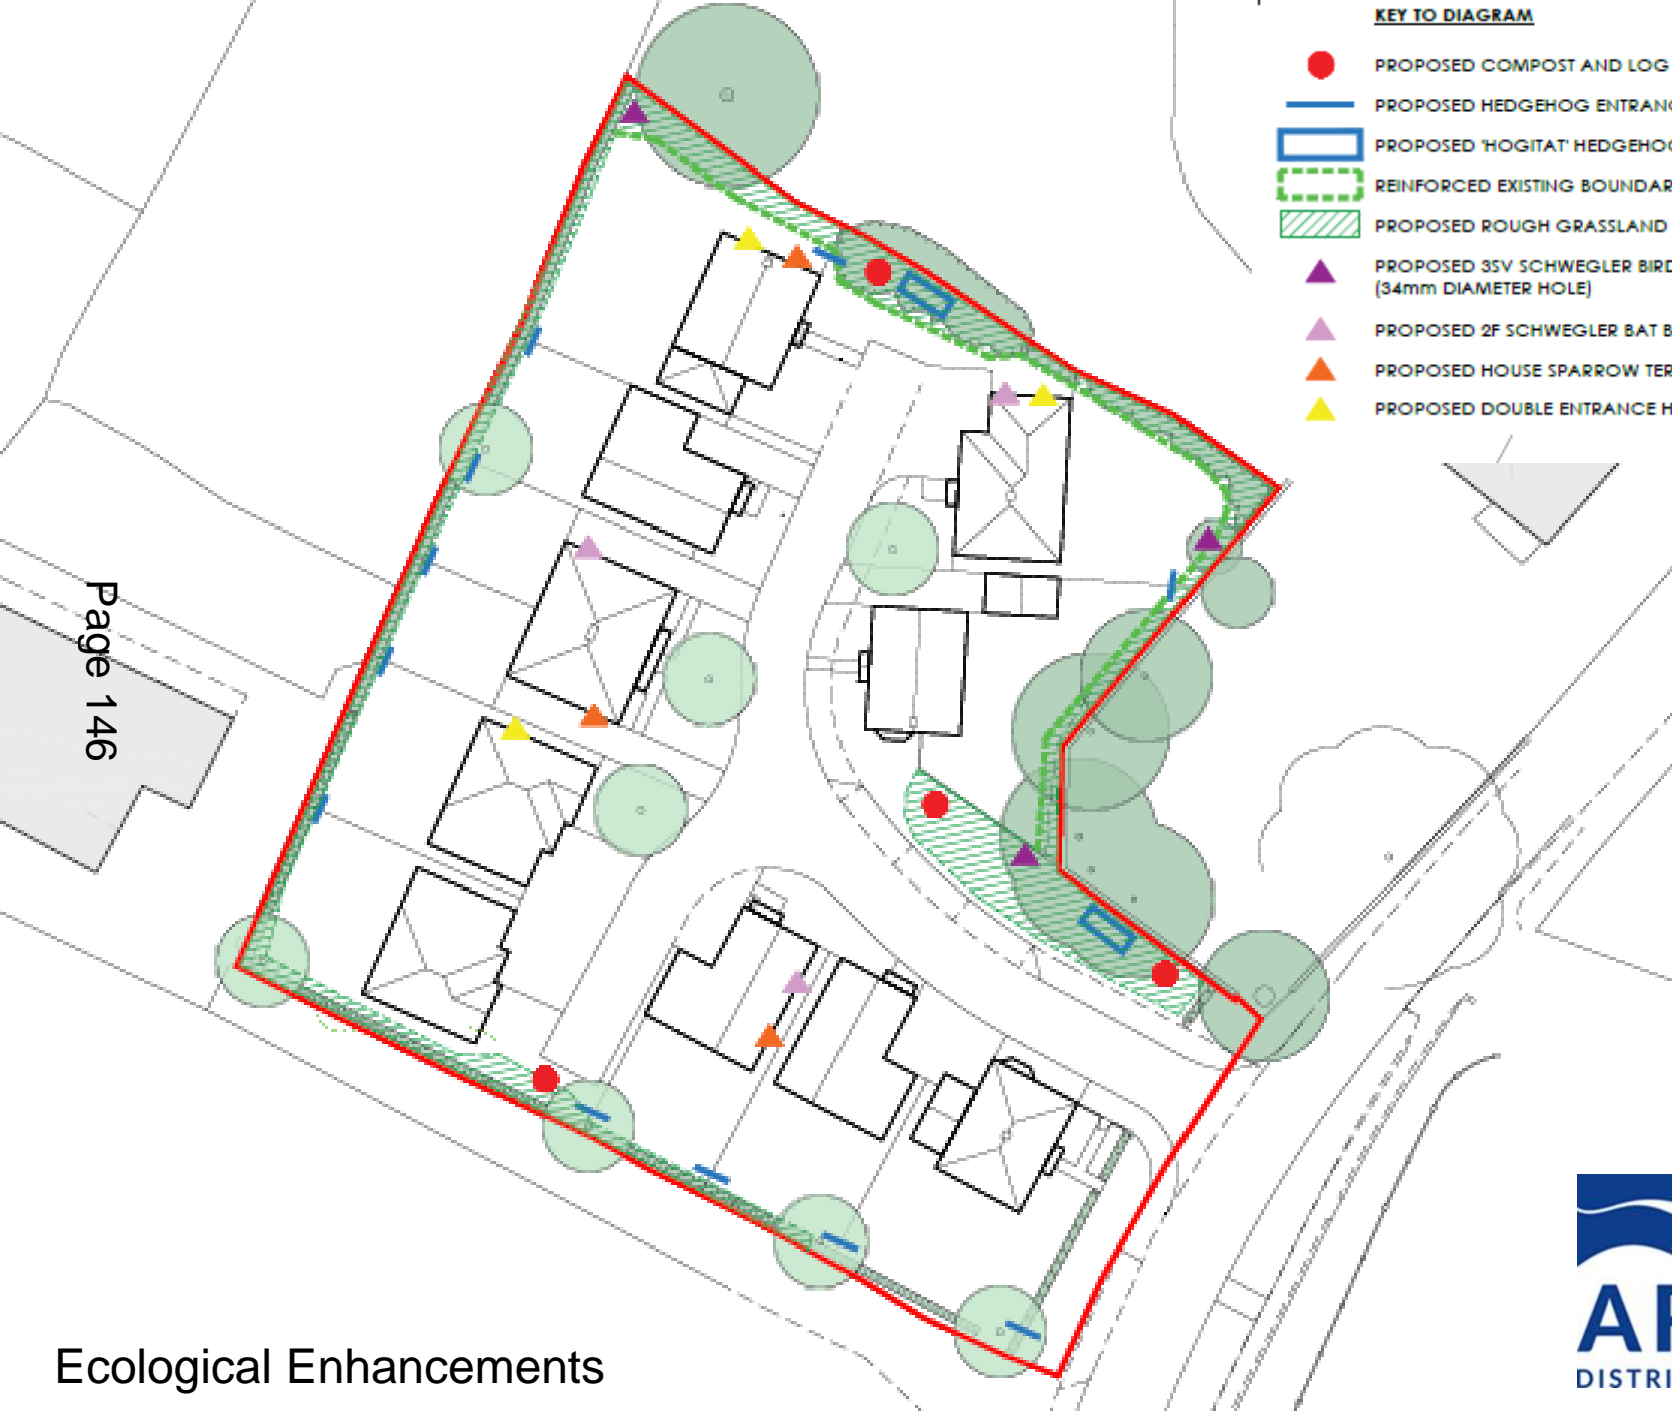 KEY TO DIAGRAM
PROPOSED COMPOST AND LOG
PROPOSED HEDGEHOG ENTRANC
PROPOSED 'HOGITAT' HEDGEHOG
REINFORCED EXISTING BOUNDAR
PROPOSED ROUGH GRASSLAND
PROPOSED 3SV SCHWEGLER BIRD
(34mm DIAMETER HOLE)
PROPOSED 2F SCHWEGLER BAT B
PROPOSED HOUSE SPARROW TER
PROPOSED DOUBLE ENTRANCE H
Page 146
Ecological Enhancements
AR
DISTRI